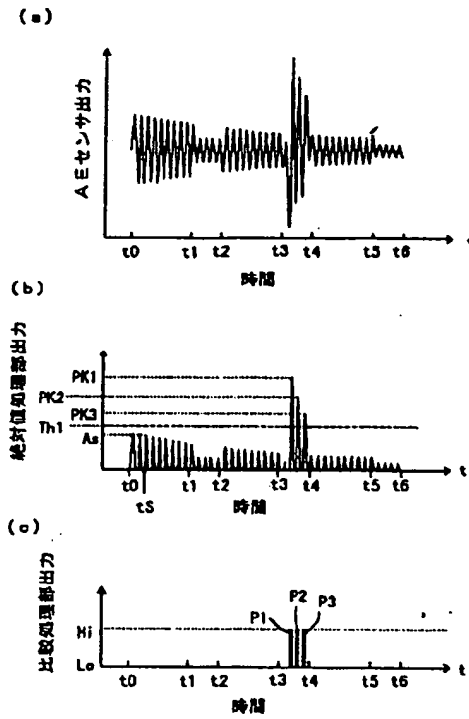 (a)
AEセンサ出力
t0 t1 t2 t3 t4 t5 t6 t
時間
(b)
絶対値処理部出力
PK1
PK2
PK3
Th1
As
t0 t1 t2 t3 t4 t5 t6 t
tS
時間
(c)
比較処理部出力
P1 P2 P3
Hi
Lo
t0 t1 t2 t3 t4 t5 t6 t
時間